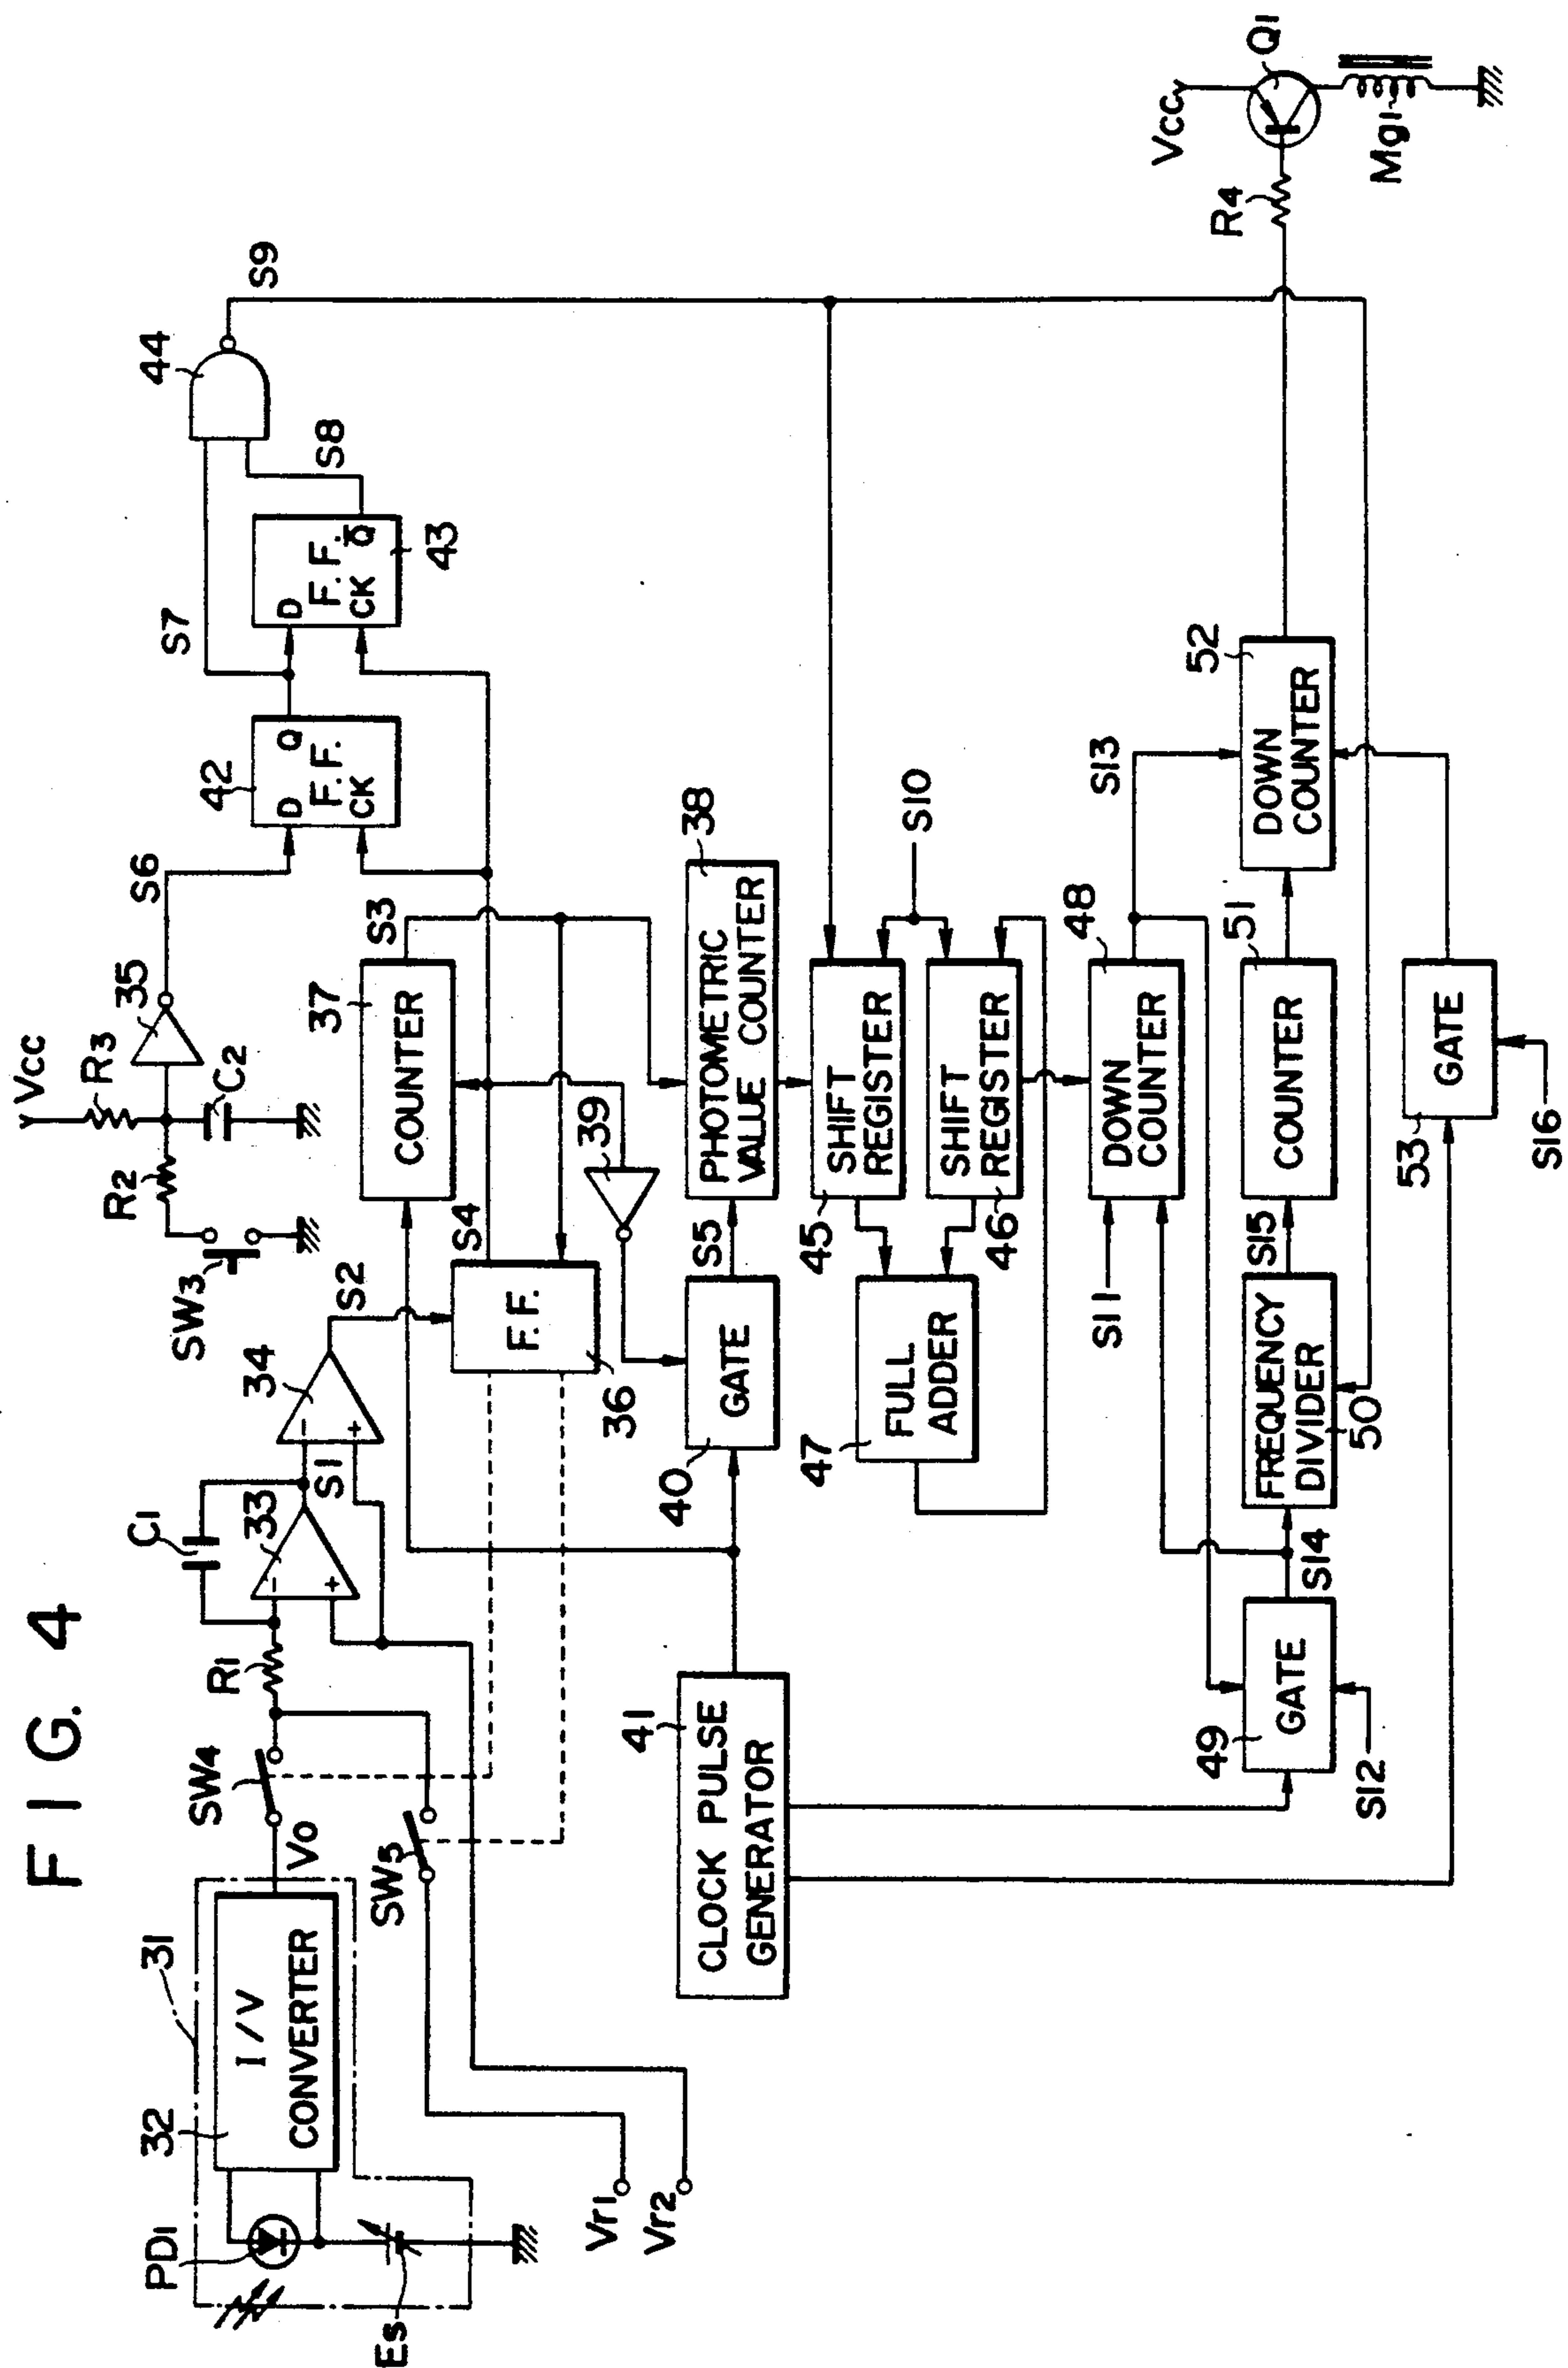 FIG. 4
31
32
I/V
CONVERTER
PD1
Es
Vo
SW4
SW5
Vr1
Vr2
R1
C1
33
S1
34
S2
SW3
R2
R3
Vcc
C2
35
S6
42
D
Q
F.F.
CK
S7
43
D
F.F.
Q̅
CK
S8
44
S9
36
F.F.
S4
37
COUNTER
S3
39
38
PHOTOMETRIC
VALUE COUNTER
40
GATE
S5
41
CLOCK PULSE
GENERATOR
45
SHIFT
REGISTER
46
SHIFT
REGISTER
S10
47
FULL
ADDER
48
DOWN
COUNTER
S11
S13
49
GATE
S12
S14
FREQUENCY
DIVIDER
50
S15
51
COUNTER
52
DOWN
COUNTER
53
GATE
S16
R4
Vcc
Q1
Mg1